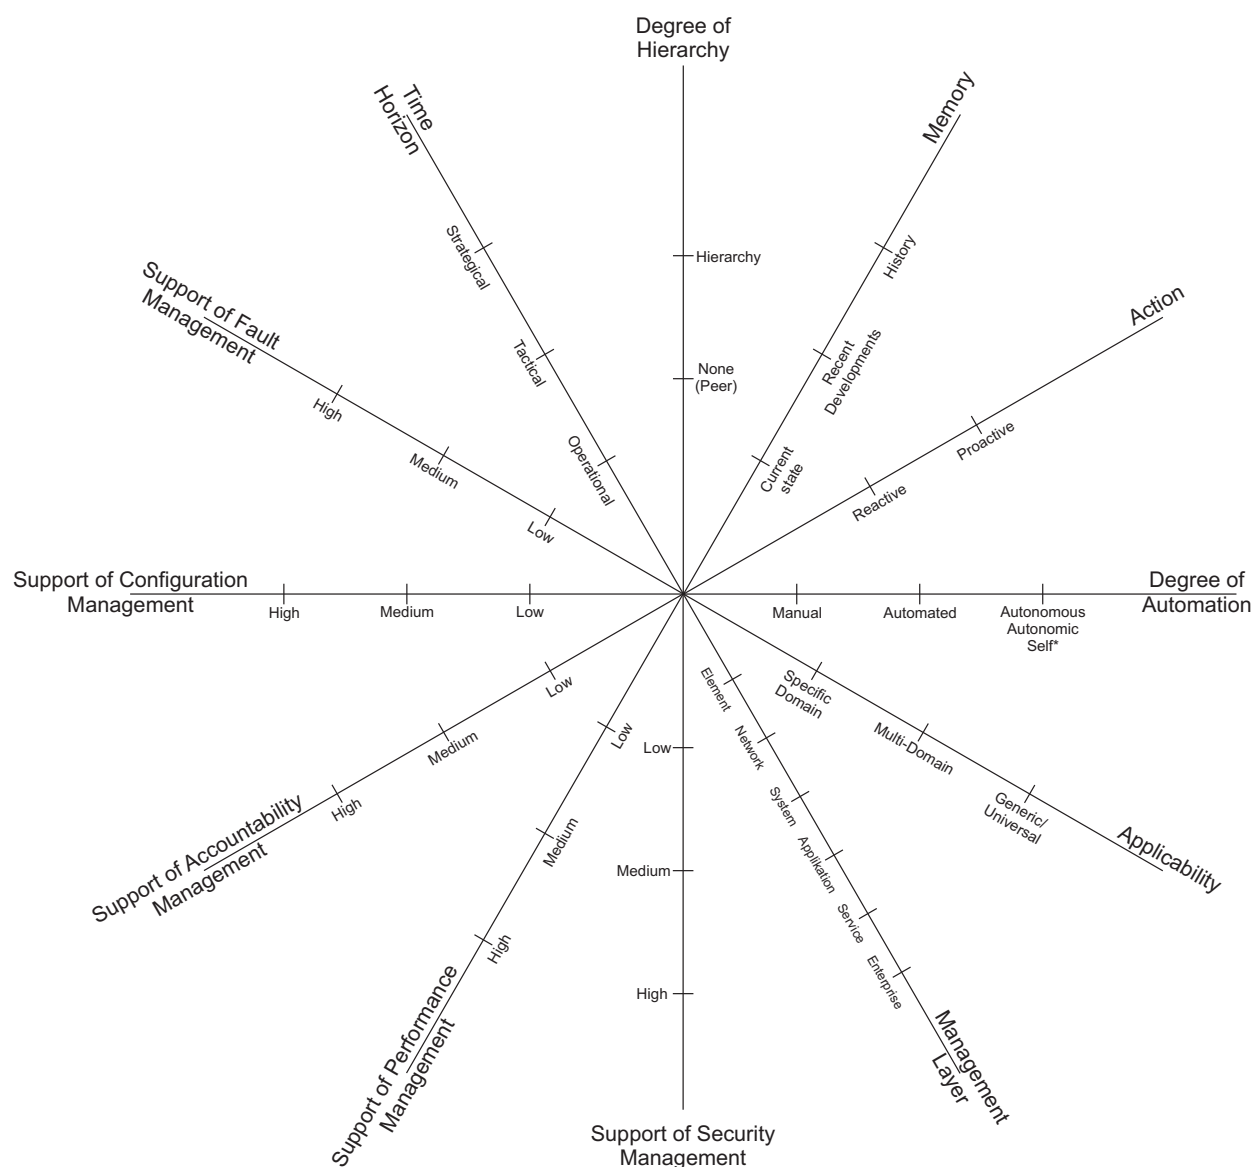 Degree of
Hierarchy
Hierarchy
None
(Peer)
Memory
History
Recent
Developments
Current
state
Action
Proactive
Reactive
Degree of
Automation
Manual
Automated
Autonomous
Autonomic
Self*
Applicability
Specific
Domain
Multi-Domain
Generic/
Universal
Management
Layer
Element
Network
System
Applikation
Service
Enterprise
Support of Security
Management
Low
Medium
High
Support of Performance
Management
Low
Medium
High
Support of Accountability
Management
Low
Medium
High
Support of Configuration
Management
High
Medium
Low
Support of Fault
Management
High
Medium
Low
Time
Horizon
Strategical
Tactical
Operational